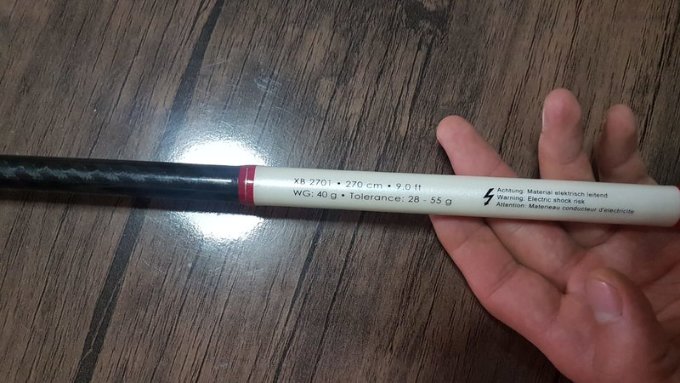 XB 2701 • 270 cm • 9.0 ft
WG: 40 g • Tolerance: 28 - 55 g
Achtung. Material elektrisch leitend
Warning. Electric shock risk
Attention: Materieau conducteur d'electricite